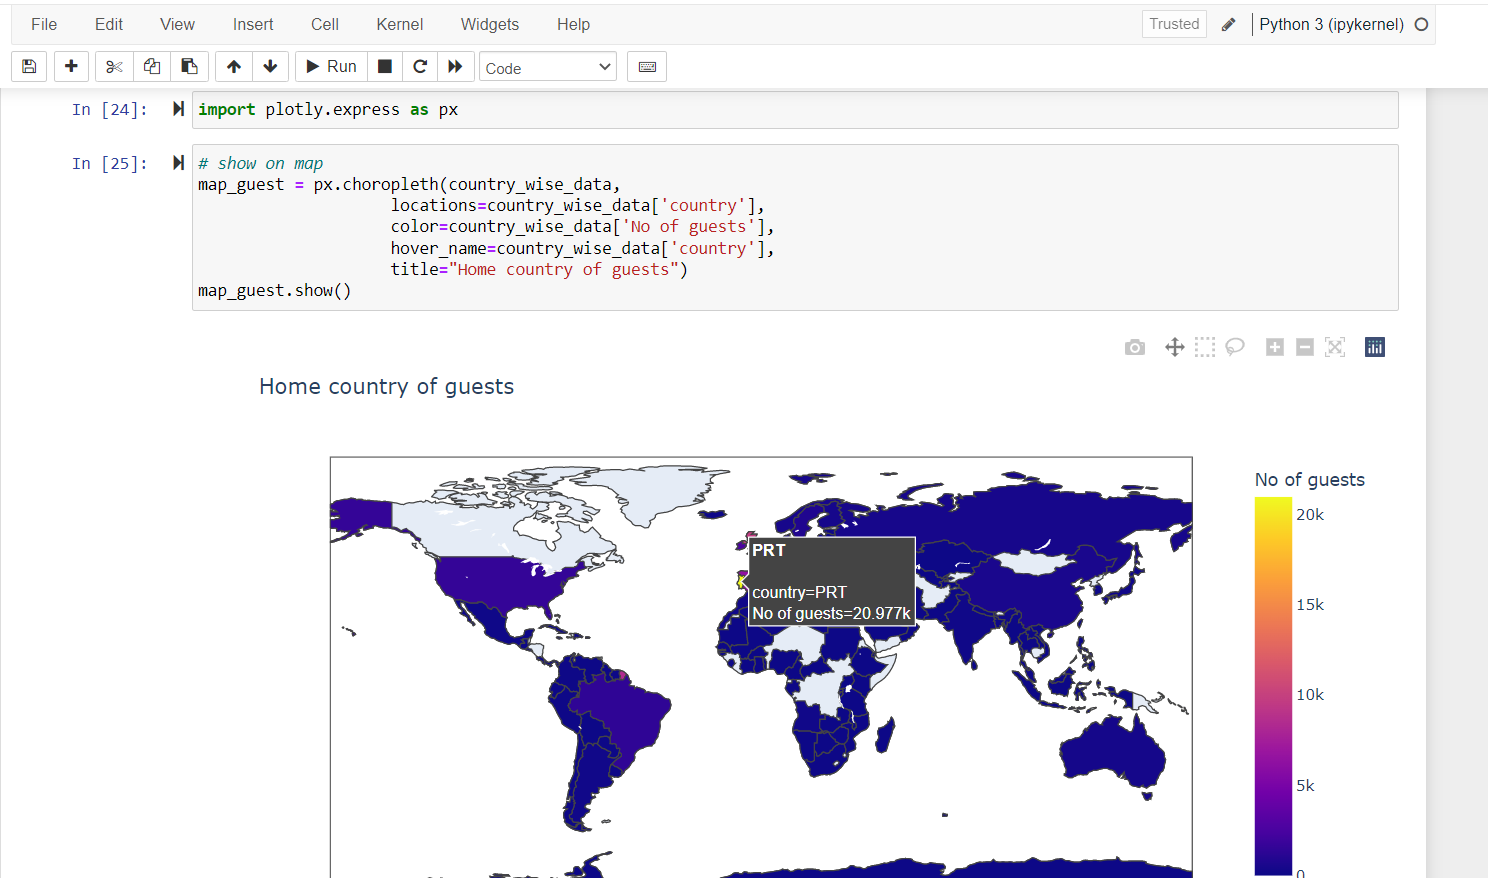 File Edit View Insert Cell Kernel Widgets Help Trusted Python 3 (ipykernel)
Run Code
In [24]: import plotly.express as px
In [25]: # show on map
map_guest = px.choropleth(country_wise_data,
locations=country_wise_data['country'],
color=country_wise_data['No of guests'],
hover_name=country_wise_data['country'],
title="Home country of guests")
map_guest.show()
Home country of guests
PRT
country=PRT
No of guests=20.977k
No of guests
20k
15k
10k
5k
0